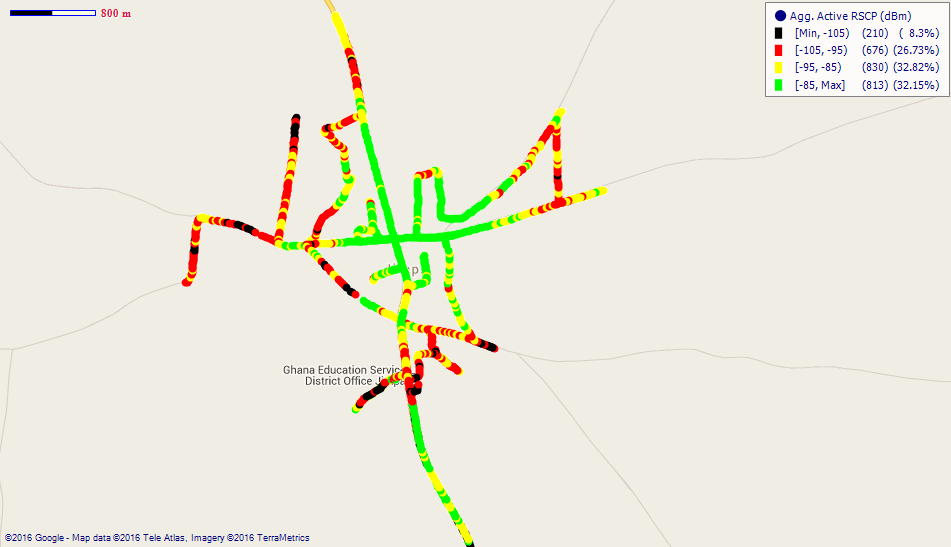 800 m
Agg. Active RSCP (dBm)
[Min, -105) (210) ( 8.3%)
[-105, -95) (676) (26.73%)
[-95, -85) (830) (32.82%)
[-85, Max] (813) (32.15%)
Ghana Education Servic
District Office
©2016 Google - Map data ©2016 Tele Atlas, Imagery ©2016 TerraMetrics